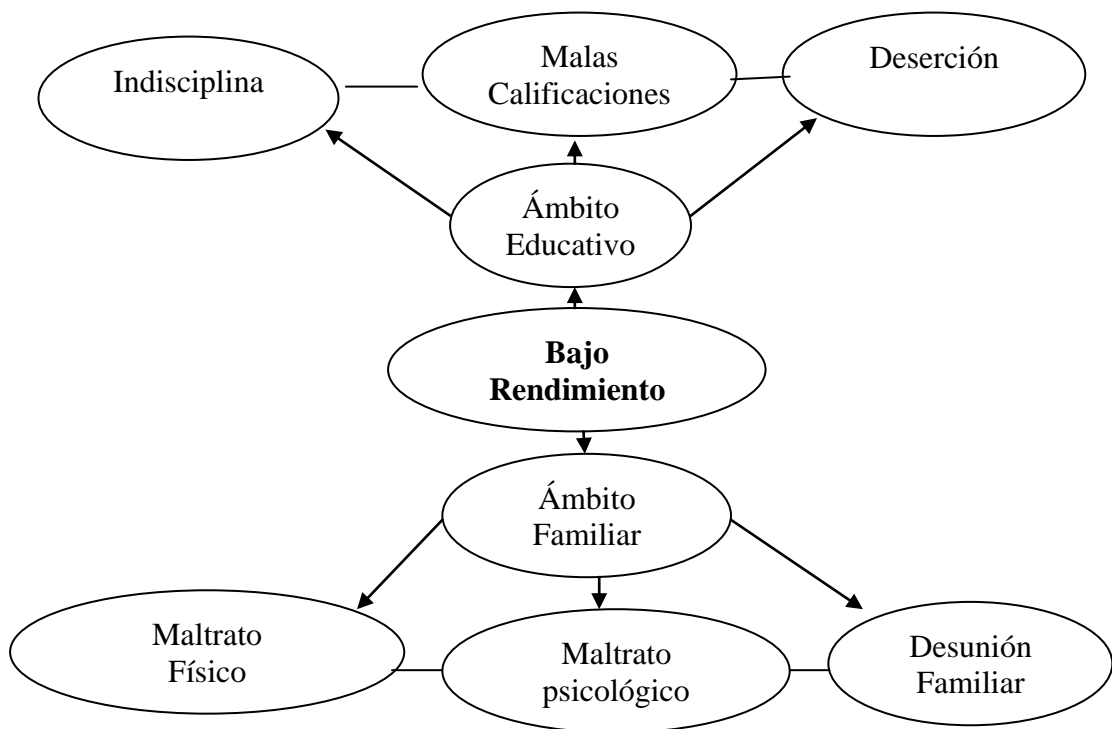 Indisciplina
Malas
Calificaciones
Deserción
Ámbito
Educativo
Bajo
Rendimiento
Ámbito
Familiar
Maltrato
Físico
Maltrato
psicológico
Desunión
Familiar